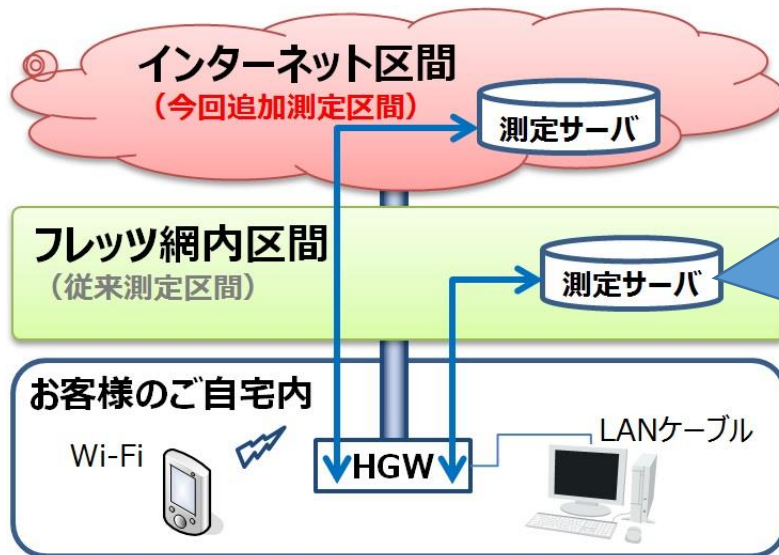 インターネット区間
（今回追加測定区間）
測定サーバ
フレッツ網内区間
（従来測定区間）
測定サーバ
お客様のご自宅内
Wi-Fi
HGW
LANケーブル